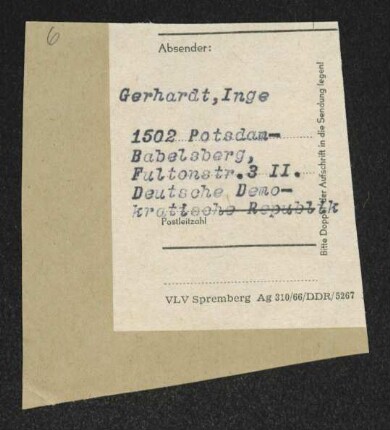 6
Absender:
Gerhardt,Inge
1502 Potsdam-
Babelsberg,
Fultonstr.3 II.
Deutsche Demo-
kratische Republik
Postleitzahl
VLV Spremberg Ag 310/66/DDR/5267
Bitte Doppel der Aufschrift in die Sendung legen!